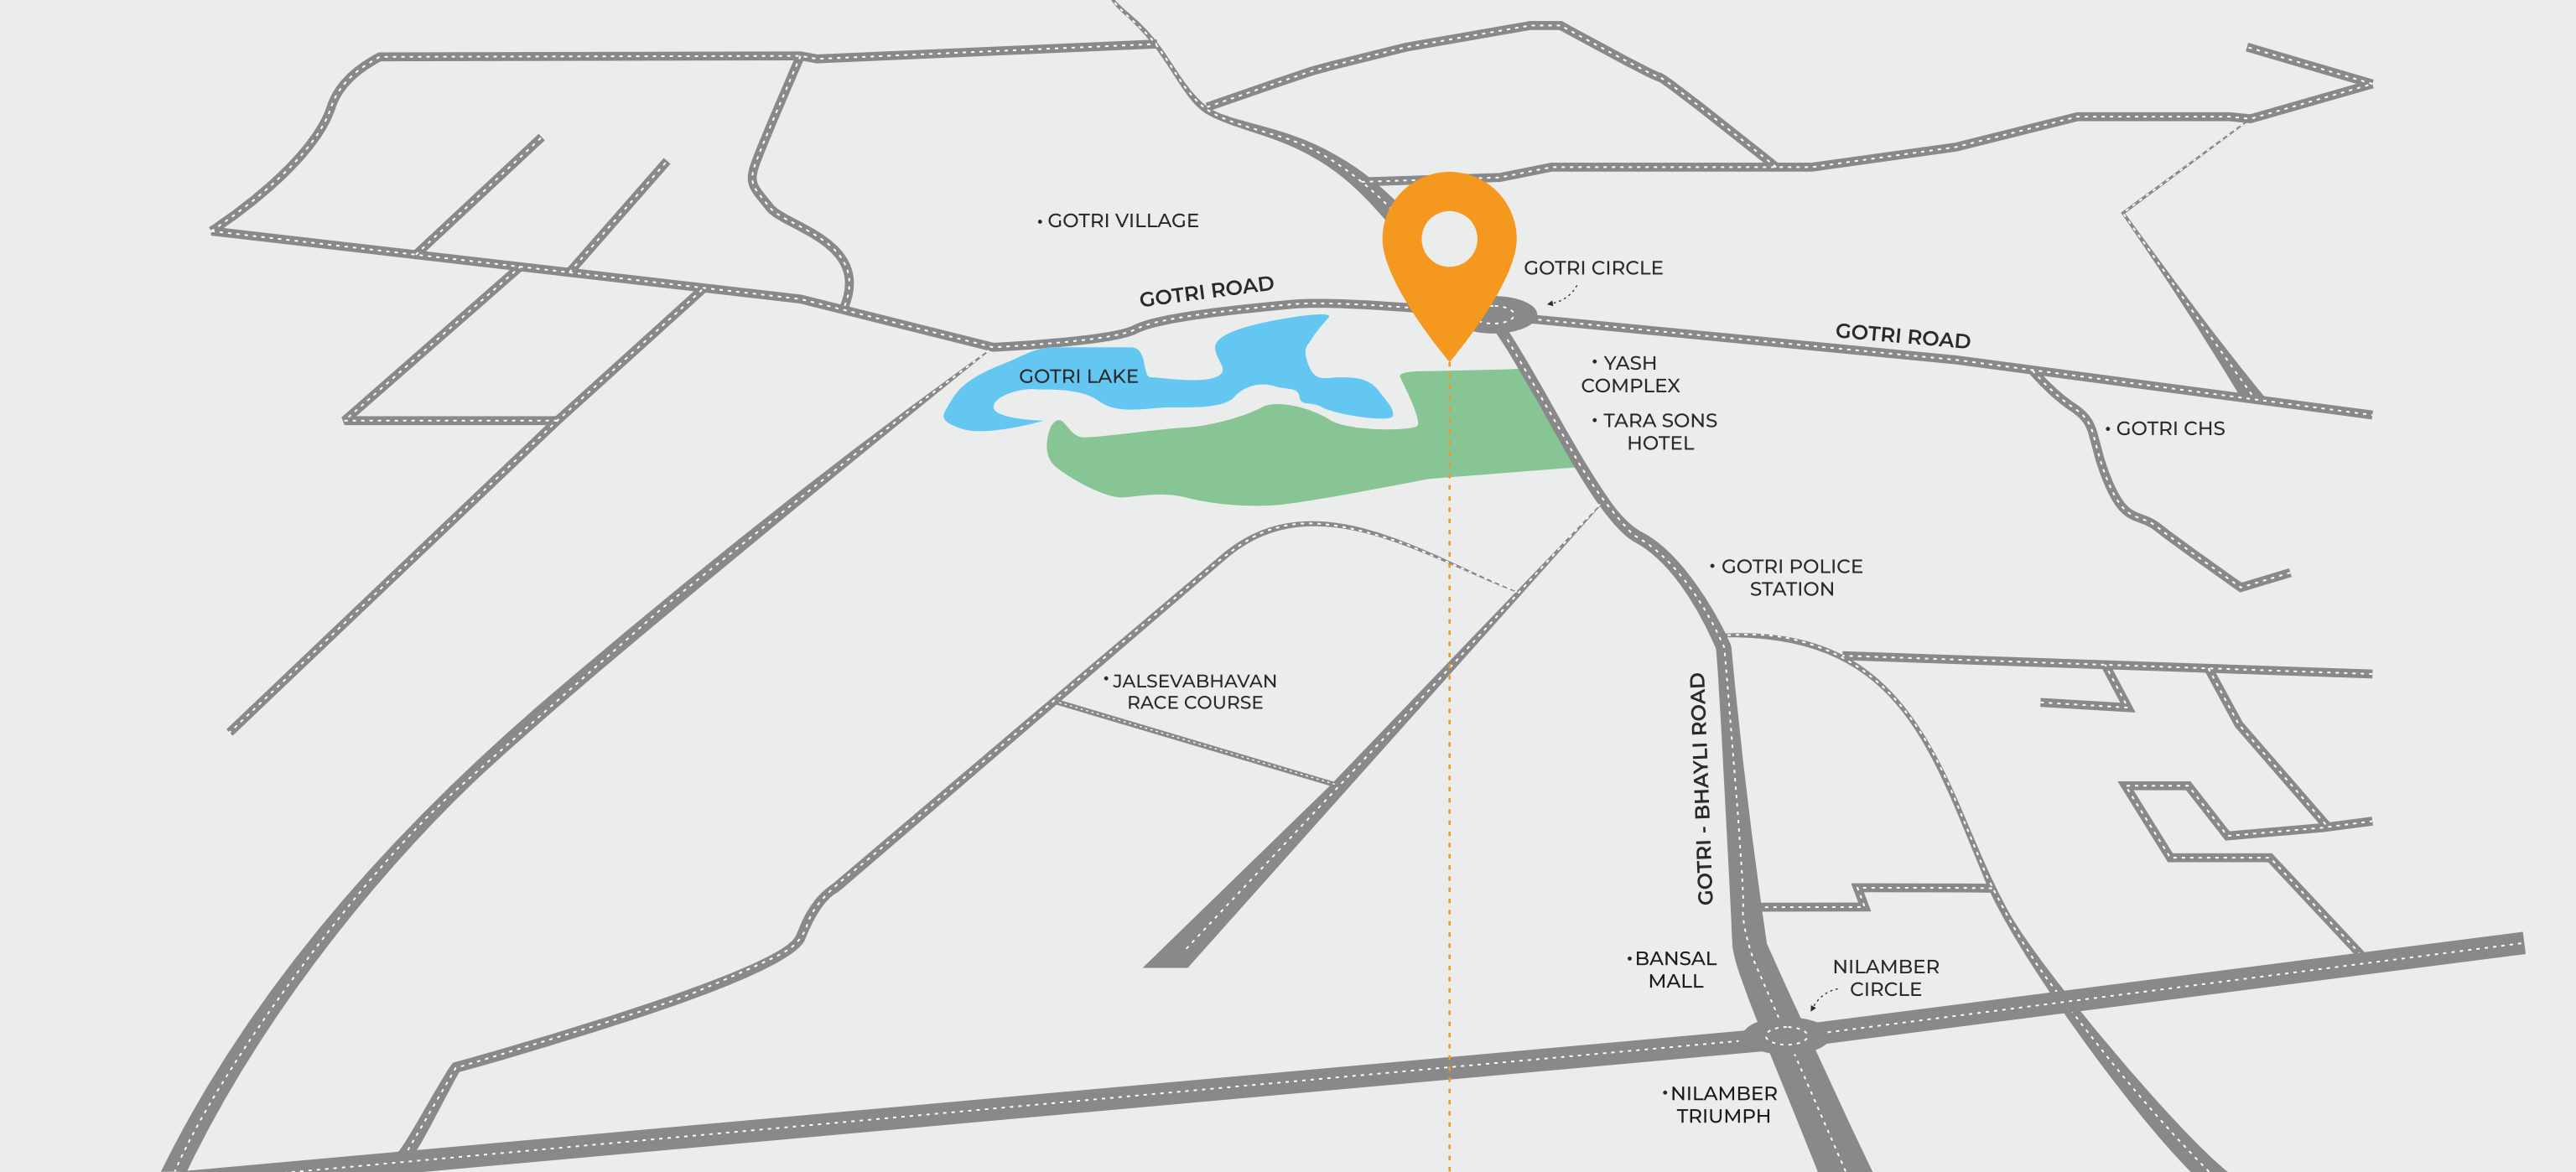 • GOTRI VILLAGE
GOTRI CIRCLE
GOTRI ROAD
GOTRI ROAD
GOTRI LAKE
• YASH
COMPLEX
• TARA SONS
HOTEL
• GOTRI CHS
• GOTRI POLICE
STATION
• JALSEVABHAVAN
RACE COURSE
GOTRI - BHAYLI ROAD
• BANSAL
MALL
NILAMBER
CIRCLE
• NILAMBER
TRIUMPH